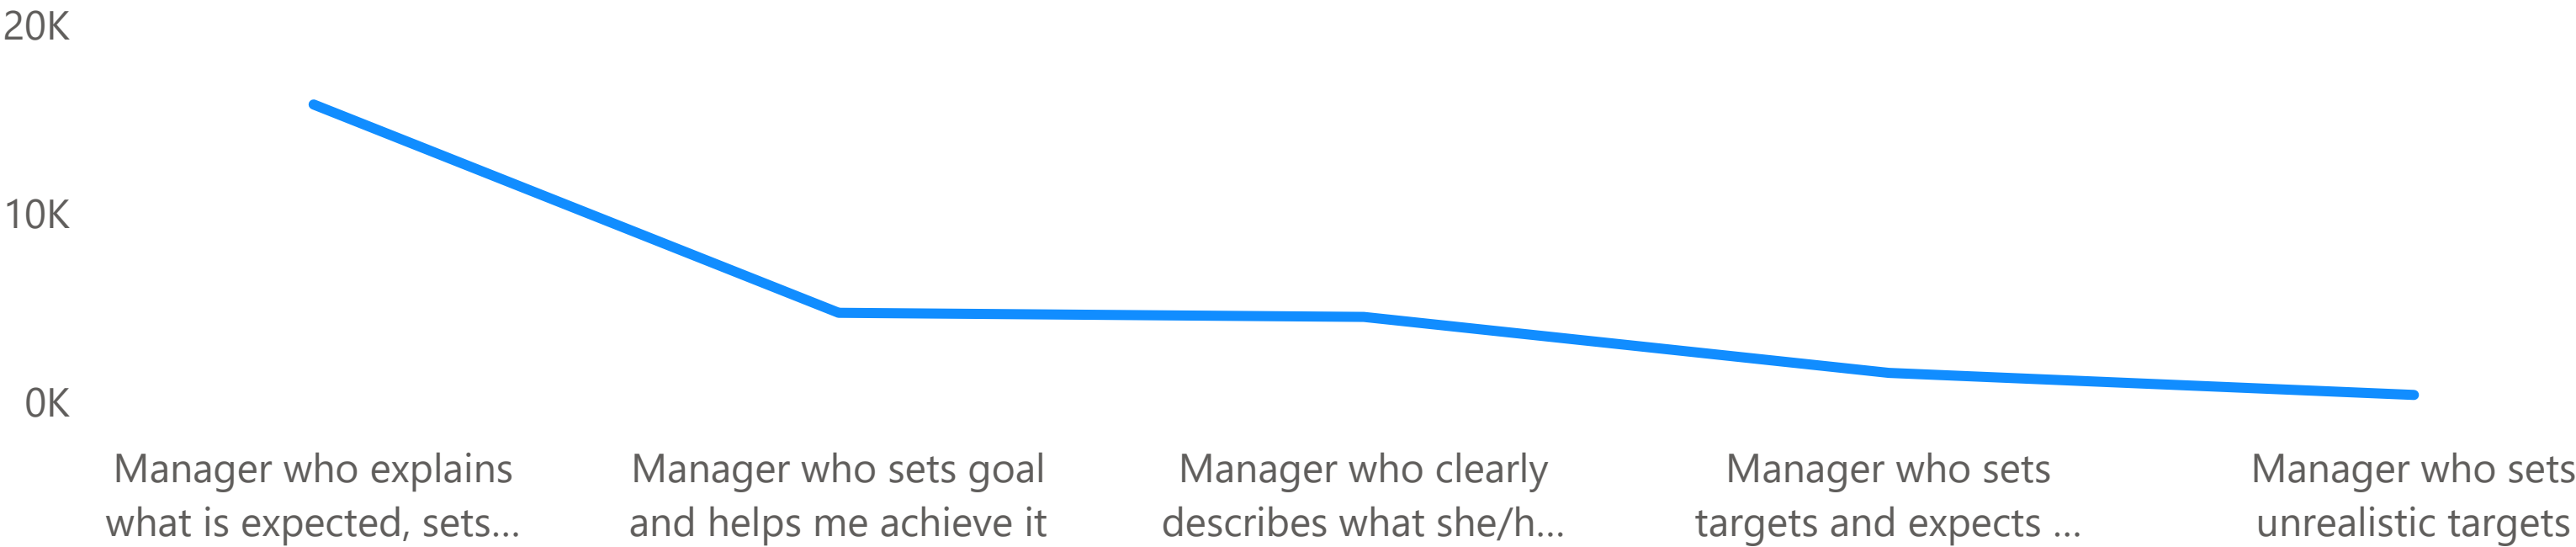 20K
10K
0K
Manager who explains
what is expected, sets...
Manager who sets goal
and helps me achieve it
Manager who clearly
describes what she/h...
Manager who sets
targets and expects ...
Manager who sets
unrealistic targets